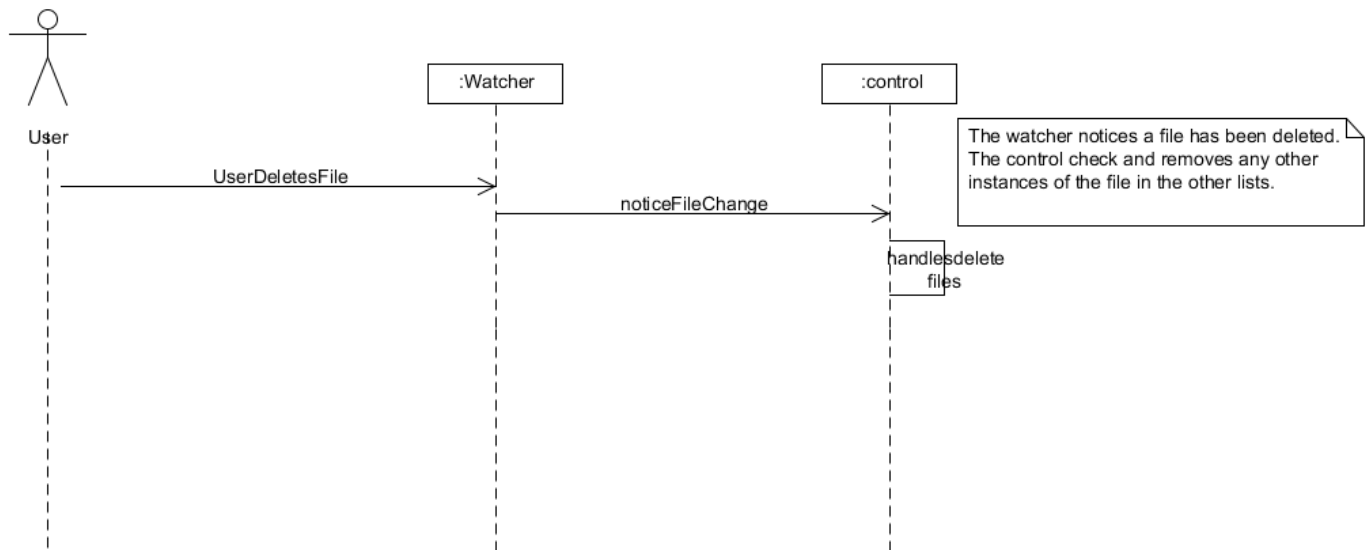 :Watcher
:control
User
The watcher notices a file has been deleted.
The control check and removes any other
instances of the file in the other lists.
UserDeletesFile
noticeFileChange
handlesdelete
files